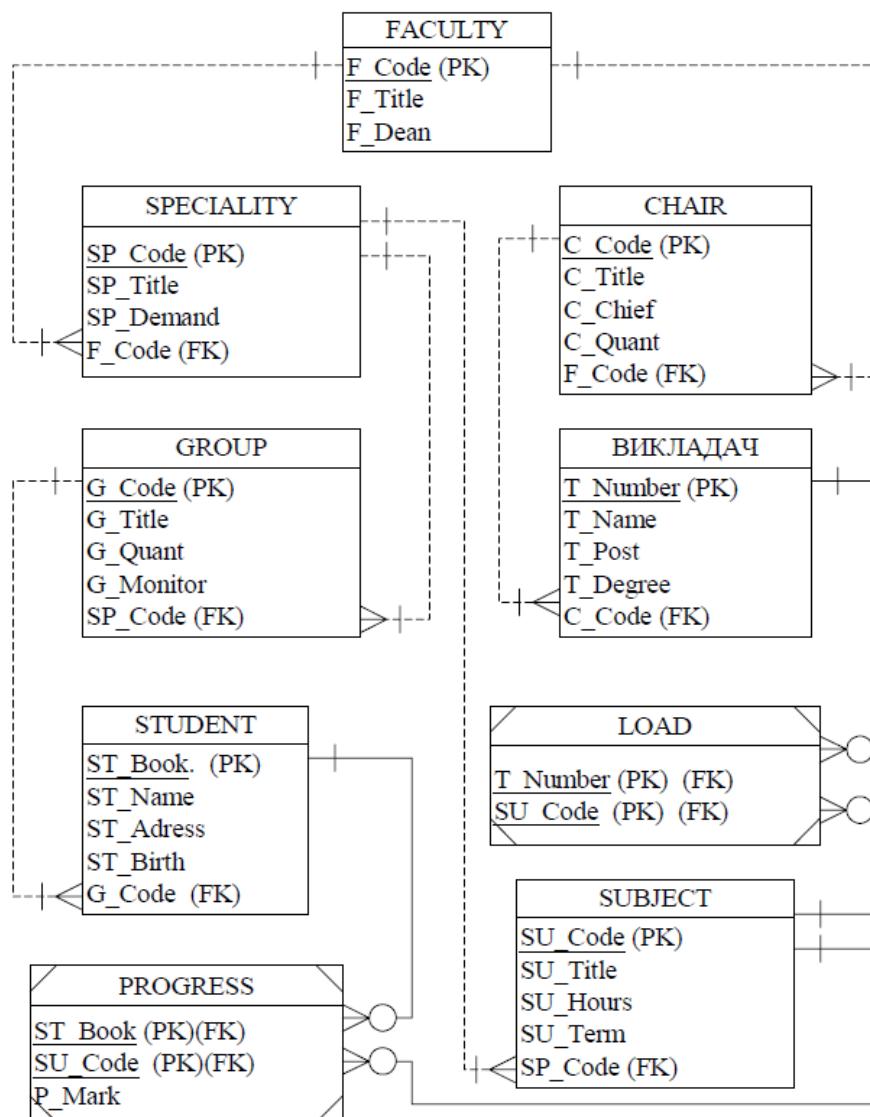 FACULTY
F_Code (PK)
F_Title
F_Dean
SPECIALITY
SP_Code (PK)
SP_Title
SP_Demand
F_Code (FK)
CHAIR
C_Code (PK)
C_Title
C_Chief
C_Quant
F_Code (FK)
GROUP
G_Code (PK)
G_Title
G_Quant
G_Monitor
SP_Code (FK)
ВИКЛАДАЧ
T_Number (PK)
T_Name
T_Post
T_Degree
C_Code (FK)
STUDENT
ST_Book. (PK)
ST_Name
ST_Adress
ST_Birth
G_Code (FK)
LOAD
T_Number (PK) (FK)
SU_Code (PK) (FK)
SUBJECT
SU_Code (PK)
SU_Title
SU_Hours
SU_Term
SP_Code (FK)
PROGRESS
ST_Book (PK)(FK)
SU_Code (PK)(FK)
P_Mark